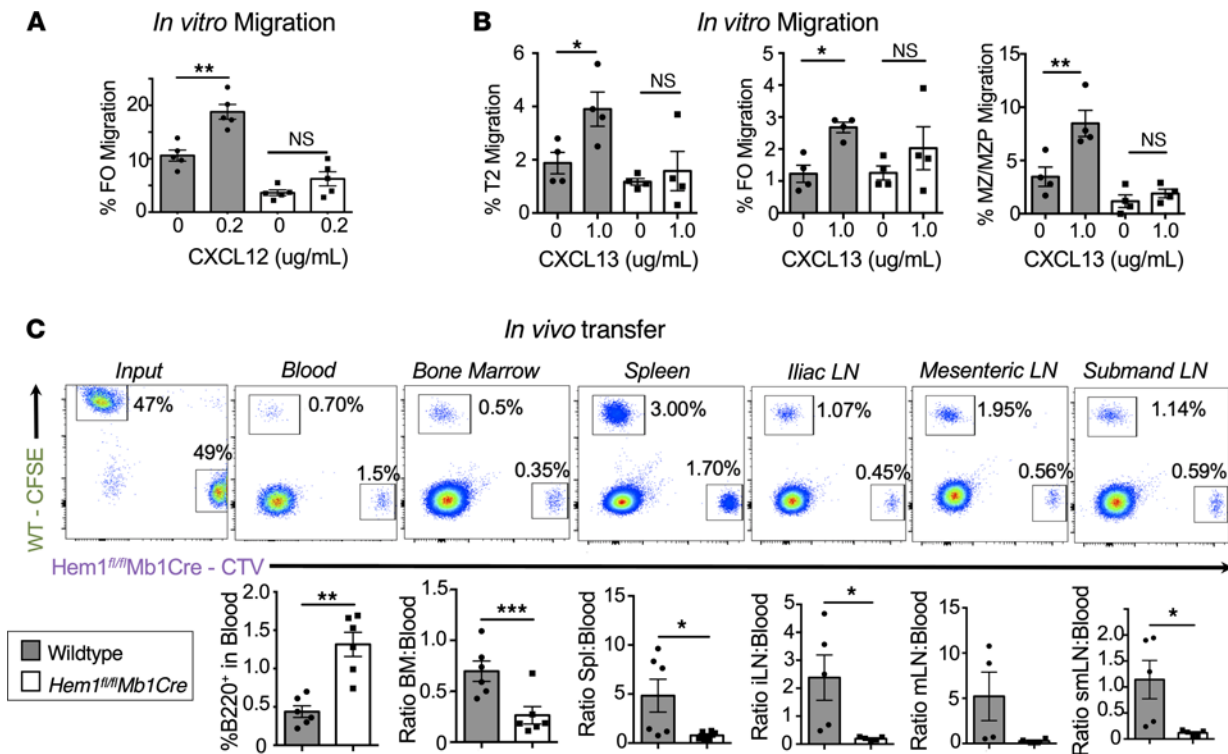 A
In vitro Migration
% FO Migration
20
10
0
**
NS
0 0.2 0 0.2
CXCL12 (ug/mL)
B
In vitro Migration
% T2 Migration
6
4
2
0
*
NS
0 1.0 0 1.0
CXCL13 (ug/mL)
% FO Migration
5
4
3
2
1
0
*
NS
0 1.0 0 1.0
CXCL13 (ug/mL)
% MZ/MZP Migration
15
10
5
0
**
NS
0 1.0 0 1.0
CXCL13 (ug/mL)
C
In vivo transfer
Input Blood Bone Marrow Spleen Iliac LN Mesenteric LN Submand LN
47% 0.70% 0.5% 3.00% 1.07% 1.95% 1.14%
49% 1.5% 0.35% 1.70% 0.45% 0.56% 0.59%
WT - CFSE
Hem1fl/flMb1Cre - CTV
Wildtype
Hem1fl/flMb1Cre
%B220+ in Blood
2.0
1.5
1.0
0.5
0
**
Ratio BM:Blood
1.5
1.0
0.5
0
***
Ratio Spl:Blood
15
10
5
0
*
Ratio iLN:Blood
5
4
3
2
1
0
*
Ratio mLN:Blood
15
10
5
0
Ratio smLN:Blood
2.0
1.5
1.0
0.5
0
*